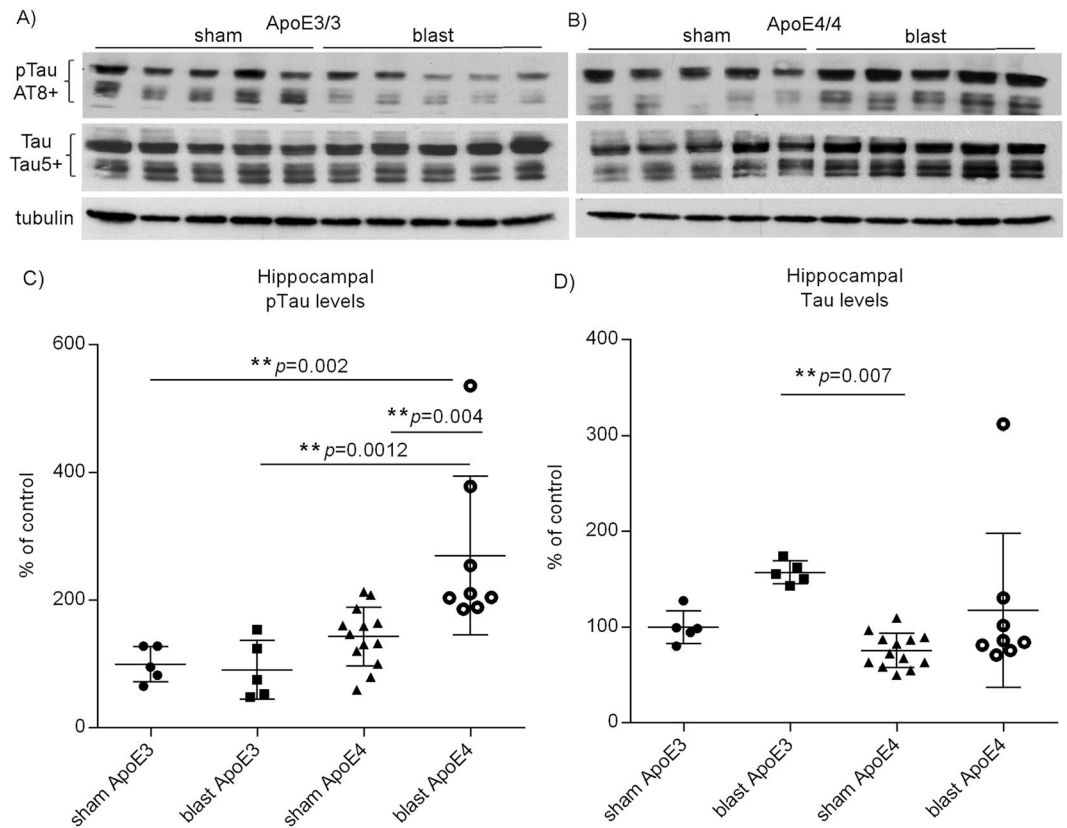 A)
ApoE3/3
sham
blast
pTau
AT8+
Tau
Tau5+
tubulin
B)
ApoE4/4
sham
blast
C)
Hippocampal
pTau levels
% of control
600
400
200
0
**p=0.002
**p=0.004
**p=0.0012
sham ApoE3
blast ApoE3
sham ApoE4
blast ApoE4
D)
Hippocampal
Tau levels
% of control
400
300
200
100
0
**p=0.007
sham ApoE3
blast ApoE3
sham ApoE4
blast ApoE4